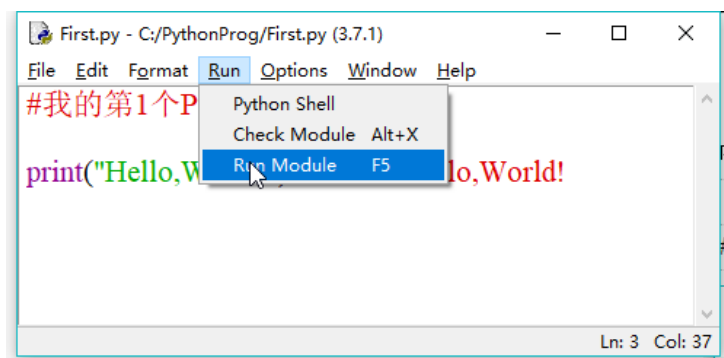 First.py - C:/PythonProg/First.py (3.7.1)
File Edit Format Run Options Window Help
#我的第1个P
Python Shell
Check Module Alt+X
print("Hello,W lo,World!
Run Module F5
Ln: 3 Col: 37